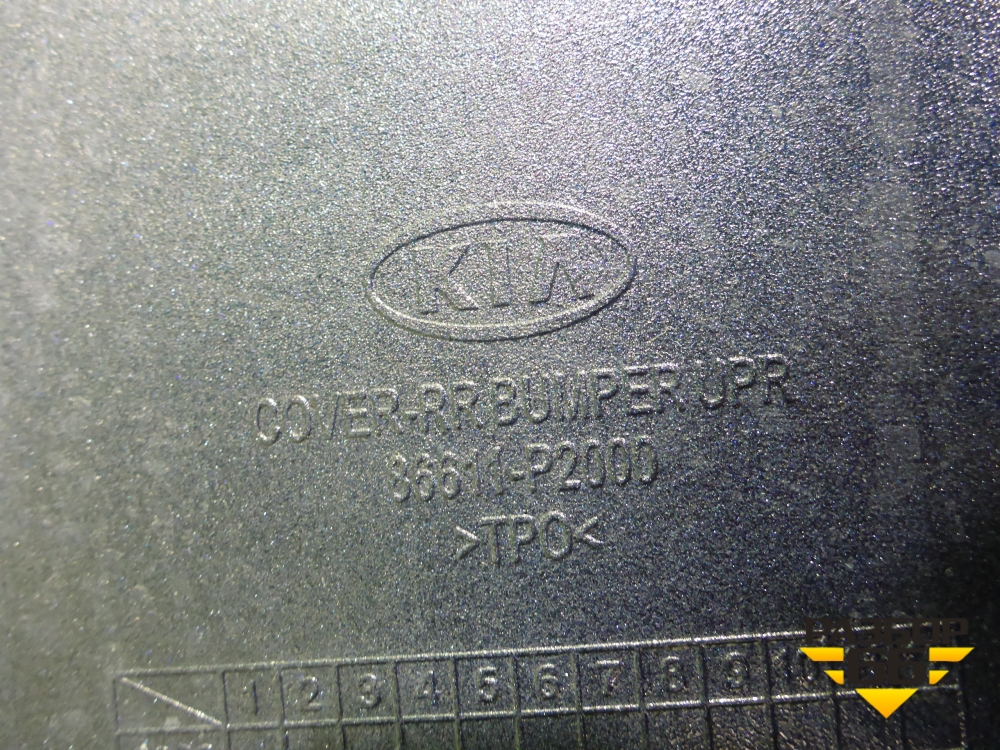 KIA
COVER-RR BUMPER UPR
86611-P2000
>TPO<
1 2 3 4 5 6 7 8 9 10